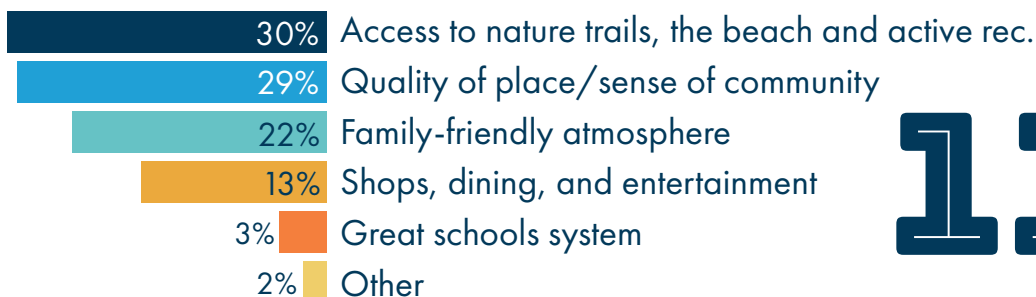 30% Access to nature trails, the beach and active rec.
29% Quality of place/sense of community
22% Family-friendly atmosphere
13% Shops, dining, and entertainment
3% Great schools system
2% Other
1